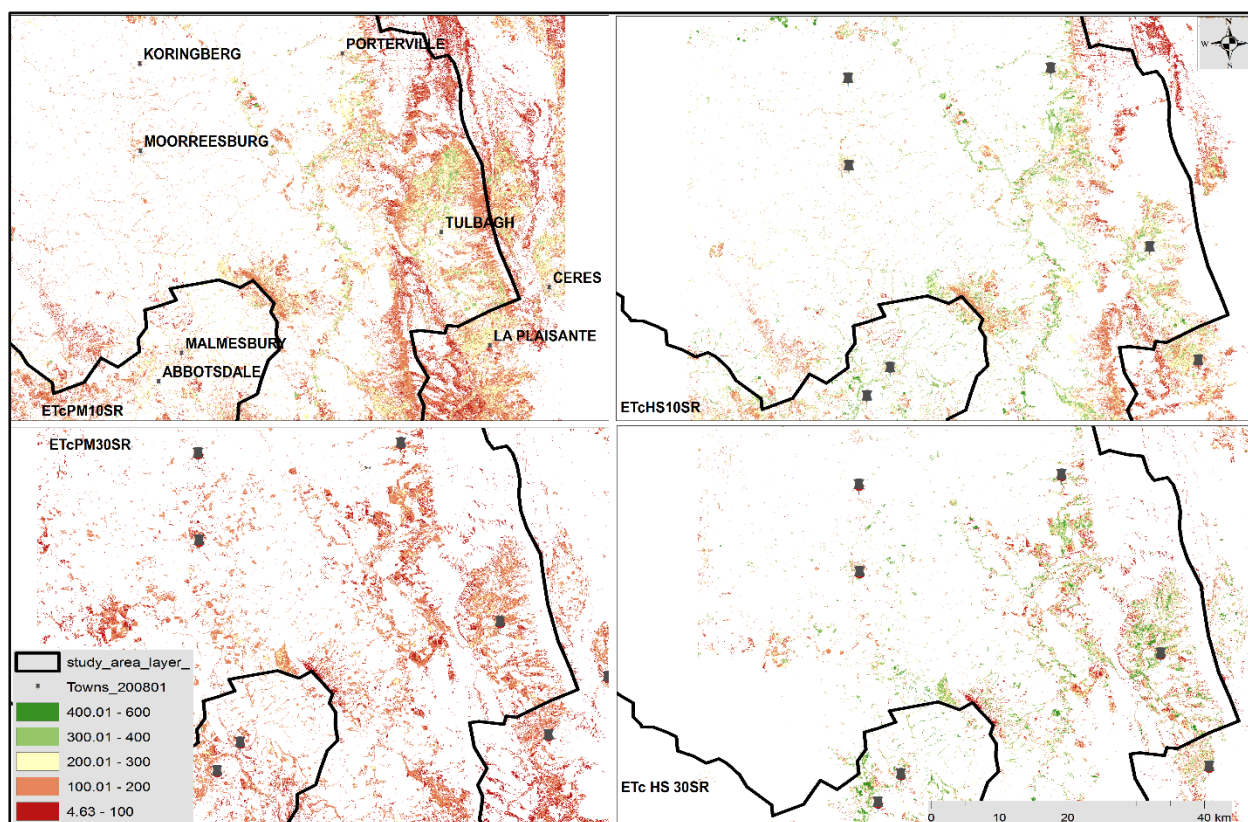 KORINGBERG
PORTERVILLE
MOORREESBURG
TULBAGH
CERES
LA PLAISANTE
MALMESBURY
ABBOTSDALE
ETcPM10SR
W
ETcHS10SR
ETcPM30SR
study_area_layer_
Towns_200801
400.01 - 600
300.01 - 400
200.01 - 300
100.01 - 200
4.63 - 100
ETc HS 30SR
0 10 20 40 km